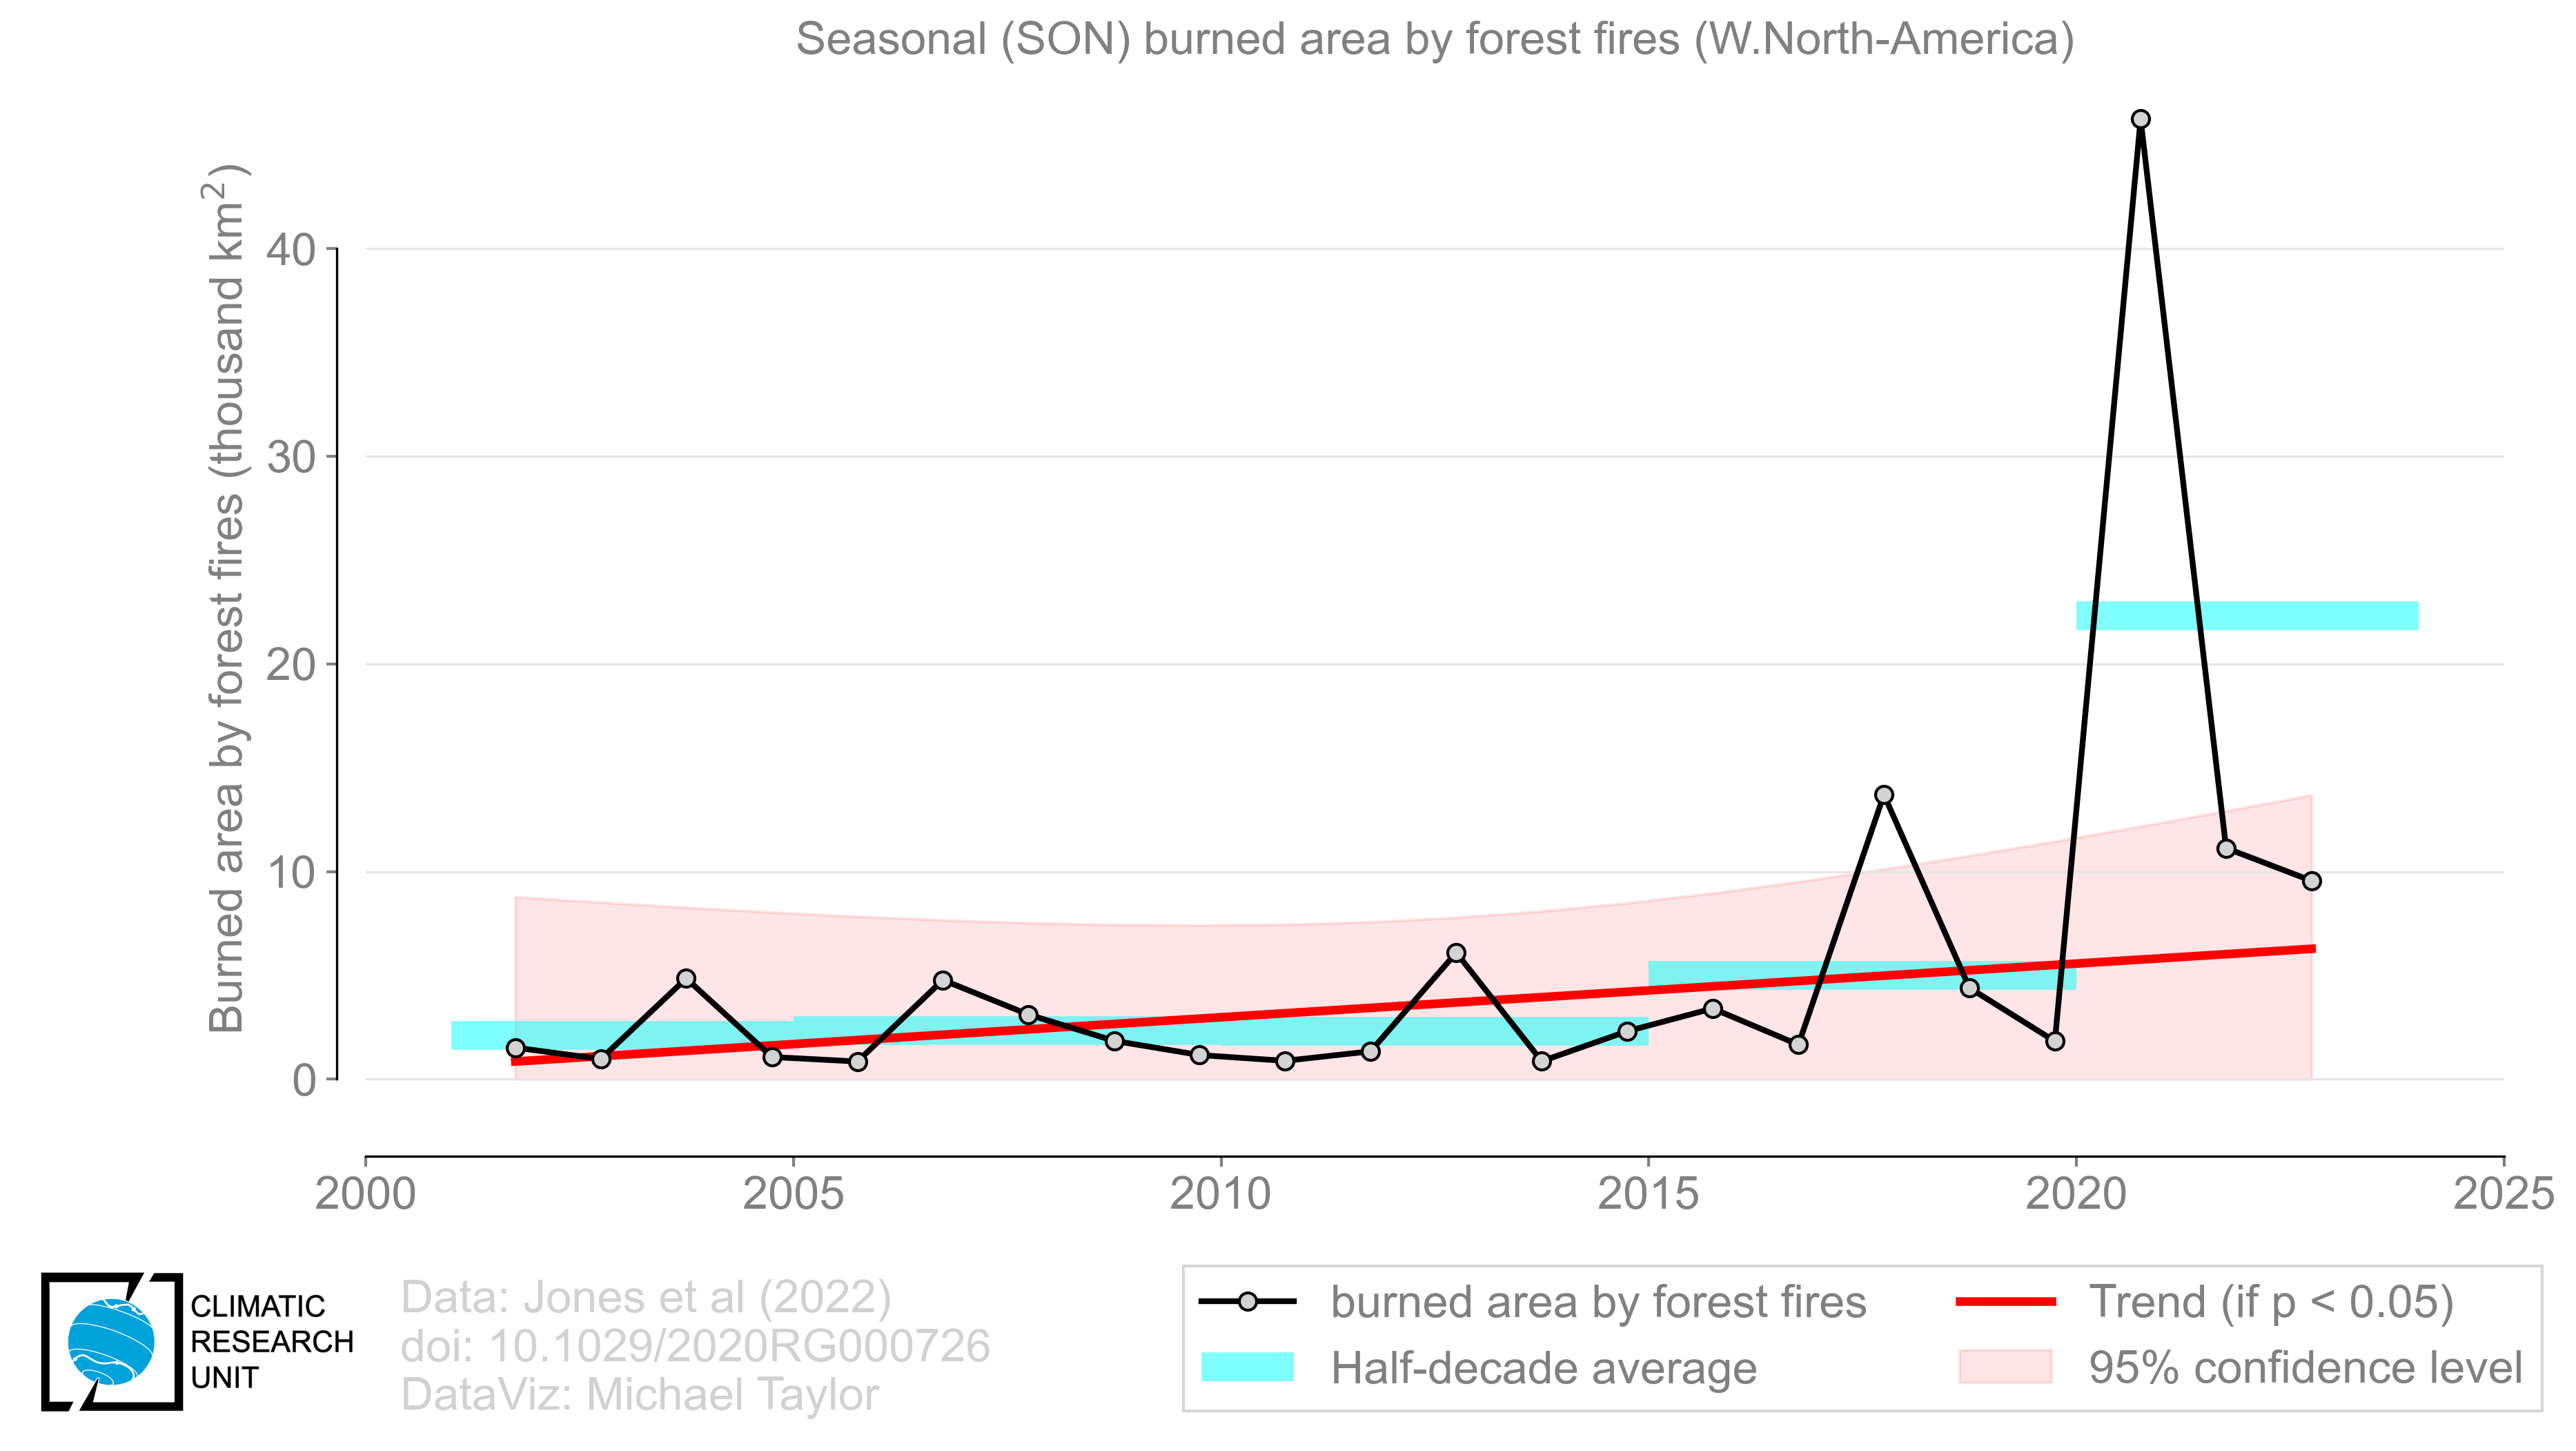 Seasonal (SON) burned area by forest fires (W.North-America)
Burned area by forest fires (thousand km²)
40
30
20
10
0
2000
2005
2010
2015
2020
2025
CLIMATIC
RESEARCH
UNIT
Data: Jones et al (2022)
doi: 10.1029/2020RG000726
DataViz: Michael Taylor
burned area by forest fires
Half-decade average
Trend (if p < 0.05)
95% confidence level